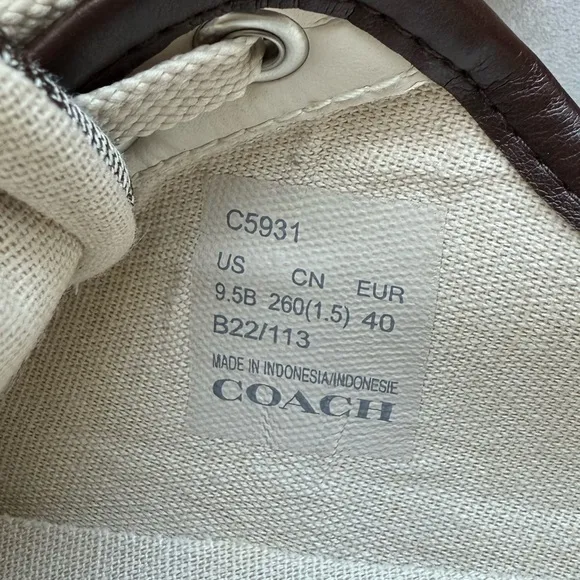 C5931
US CN EUR
9.5B 260(1.5) 40
B22/113
MADE IN INDONESIA/INDONESIE
COACH